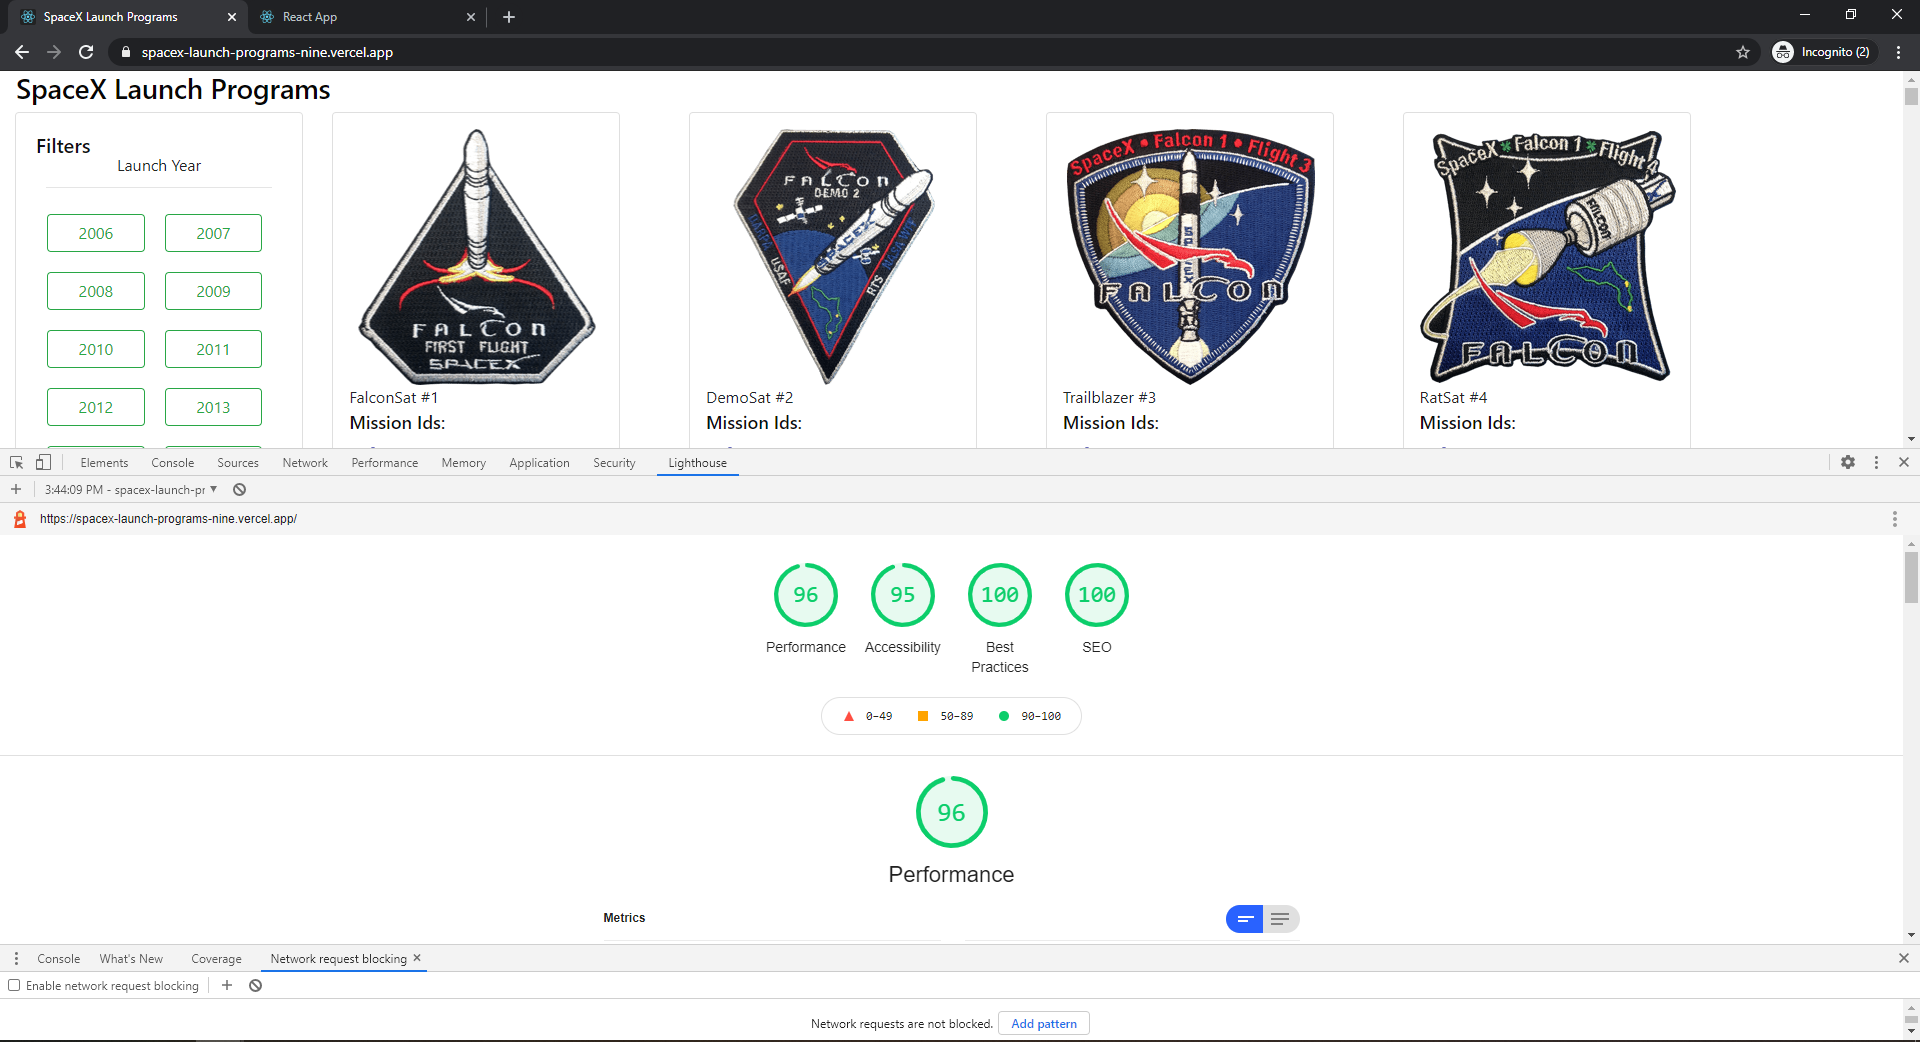 SpaceX Launch Programs
React App
spacex-launch-programs-nine.vercel.app
Incognito (2)
SpaceX Launch Programs
Filters
Launch Year
2006
2007
2008
2009
2010
2011
2012
2013
FALCON
FIRST FLIGHT
SPACEX
FalconSat #1
Mission Ids:
FALCON
DEMO 2
SPACEX
DARPA
USAF
RTS
DemoSat #2
Mission Ids:
SpaceX • Falcon 1 • Flight 3
SPACEX
FALCON
Trailblazer #3
Mission Ids:
SpaceX Falcon 1 Flight 4
FALCON
FALCON
RatSat #4
Mission Ids:
Elements
Console
Sources
Network
Performance
Memory
Application
Security
Lighthouse
3:44:09 PM - spacex-launch-pr
https://spacex-launch-programs-nine.vercel.app/
96
95
100
100
Performance
Accessibility
Best Practices
SEO
0–49
50–89
90–100
96
Performance
Metrics
Console
What's New
Coverage
Network request blocking
Enable network request blocking
Network requests are not blocked.
Add pattern